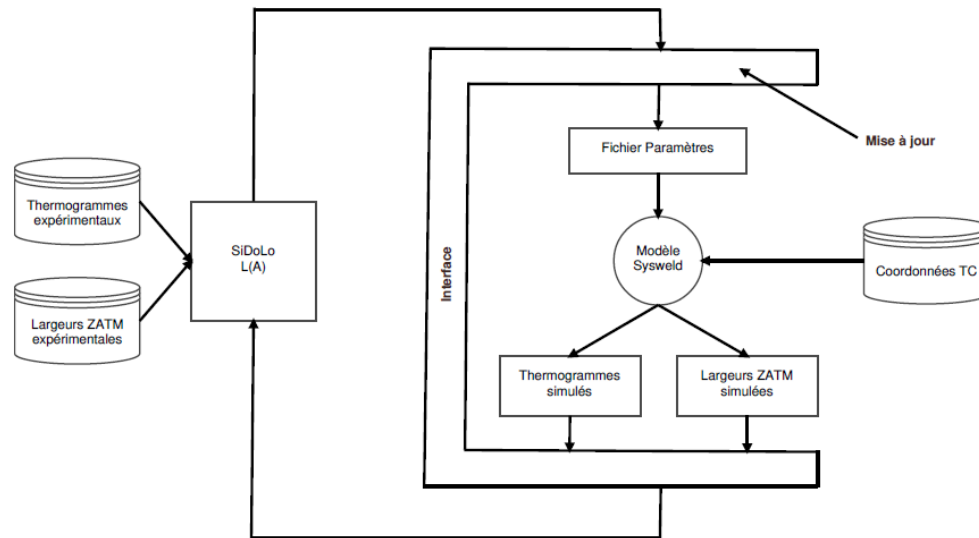 Mise à jour
Fichier Paramètres
Thermogrammes
expérimentaux
SiDoLo
L(A)
Modèle
Sysweld
Interface
Coordonnées TC
Largeurs ZATM
expérimentales
Thermogrammes
simulés
Largeurs ZATM
simulées